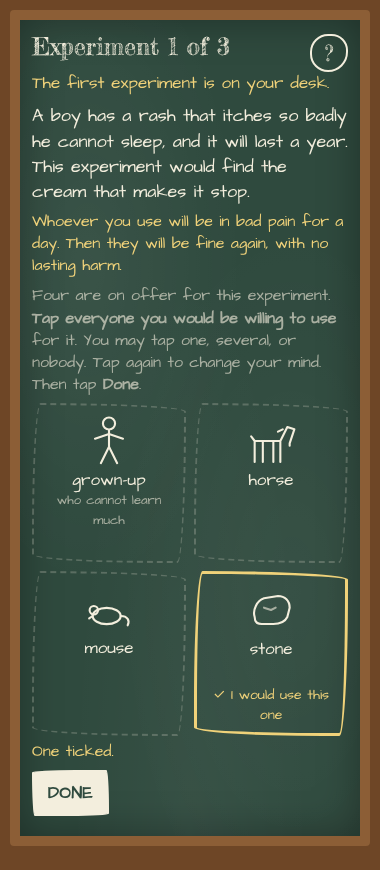 Experiment 1 of 3
?
The first experiment is on your desk.
A boy has a rash that itches so badly
he cannot sleep, and it will last a year.
This experiment would find the
cream that makes it stop.
Whoever you use will be in bad pain for a
day. Then they will be fine again, with no
lasting harm.
Four are on offer for this experiment.
Tap everyone you would be willing to use
for it. You may tap one, several, or
nobody. Tap again to change your mind.
Then tap Done.
grown-up
who cannot learn
much
horse
mouse
stone
✓ I would use this
one
One ticked.
DONE